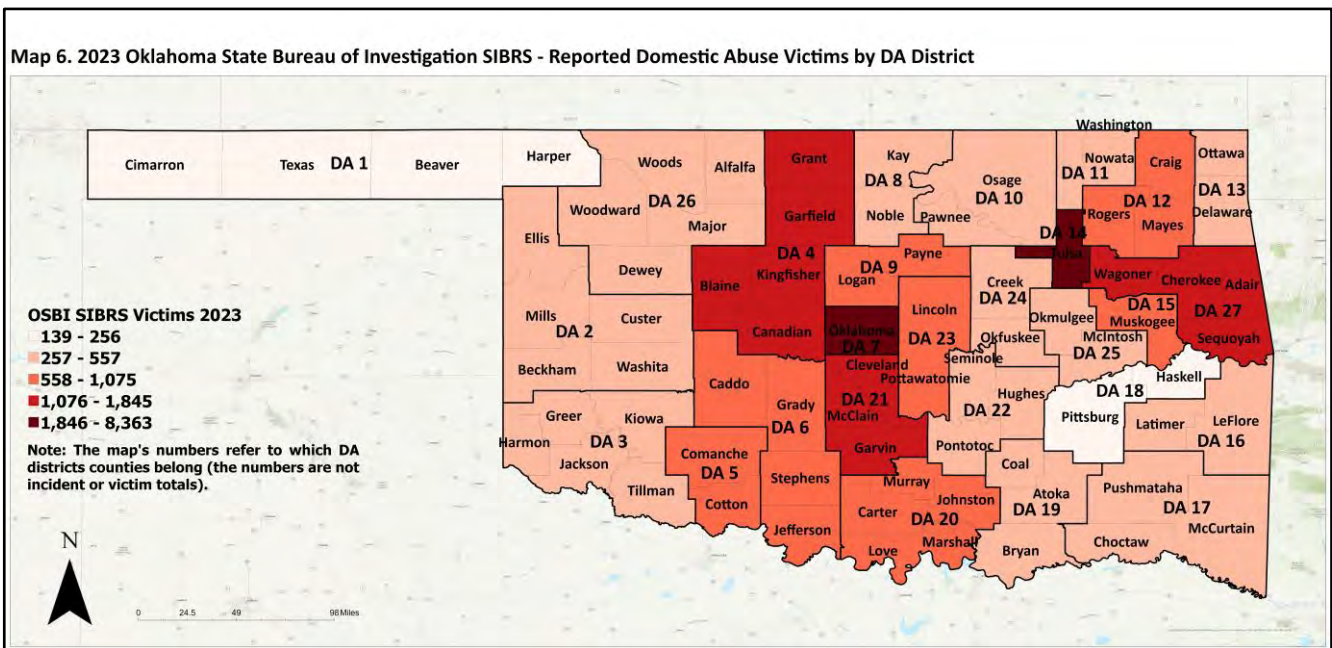 Map 6. 2023 Oklahoma State Bureau of Investigation SIBRS - Reported Domestic Abuse Victims by DA District
Washington
Cimarron
Texas
DA 1
Beaver
Harper
Woods
Alfalfa
Grant
Kay
Nowata
Craig
Ottawa
DA 8
Osage
DA 11
DA 10
DA 13
Woodward
DA 26
Garfield
Noble
Pawnee
DA 12
Rogers
Delaware
Major
Mayes
Ellis
DA 14
Tulsa
DA 4
Payne
DA 9
Dewey
Kingfisher
Logan
Blaine
Creek
Wagoner
Cherokee
Adair
DA 24
OSBI SIBRS Victims 2023
139 - 256
257 - 557
558 - 1,075
1,076 - 1,845
1,846 - 8,363
Mills
DA 2
Custer
Canadian
Oklahoma
DA 7
Lincoln
DA 23
Okmulgee
DA 15
Muskogee
DA 27
Okfuskee
McIntosh
Sequoyah
DA 25
Beckham
Washita
Cleveland
Seminole
Pottawatomie
Caddo
Haskell
DA 18
DA 21
Hughes
Grady
McClain
DA 22
Pittsburg
DA 6
Greer
Kiowa
LeFlore
Latimer
DA 16
Harmon
DA 3
Garvin
Pontotoc
Comanche
Jackson
DA 5
Coal
Note: The map's numbers refer to which DA
districts counties belong (the numbers are not
incident or victim totals).
Tillman
Stephens
Murray
Cotton
Johnston
Atoka
Pushmataha
DA 17
Carter
DA 20
DA 19
McCurtain
Jefferson
Marshall
Love
Bryan
Choctaw
N
0
24.5
49
98 Miles